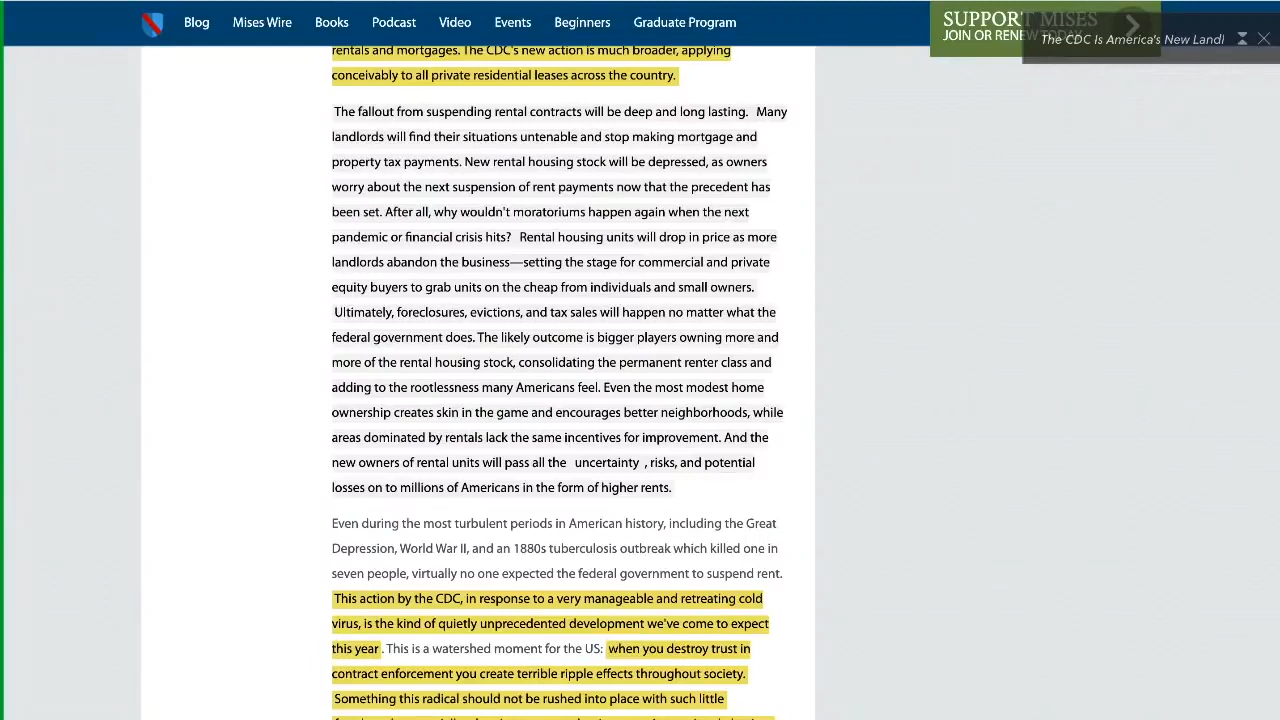 Blog Mises Wire Books Podcast Video Events Beginners Graduate Program
SUPPORT MISES
JOIN OR RENEW TODAY
The CDC Is America's New Landl
rentals and mortgages. The CDC's new action is much broader, applying
conceivably to all private residential leases across the country.
The fallout from suspending rental contracts will be deep and long lasting. Many
landlords will find their situations untenable and stop making mortgage and
property tax payments. New rental housing stock will be depressed, as owners
worry about the next suspension of rent payments now that the precedent has
been set. After all, why wouldn't moratoriums happen again when the next
pandemic or financial crisis hits? Rental housing units will drop in price as more
landlords abandon the business—setting the stage for commercial and private
equity buyers to grab units on the cheap from individuals and small owners.
Ultimately, foreclosures, evictions, and tax sales will happen no matter what the
federal government does. The likely outcome is bigger players owning more and
more of the rental housing stock, consolidating the permanent renter class and
adding to the rootlessness many Americans feel. Even the most modest home
ownership creates skin in the game and encourages better neighborhoods, while
areas dominated by rentals lack the same incentives for improvement. And the
new owners of rental units will pass all the uncertainty , risks, and potential
losses on to millions of Americans in the form of higher rents.
Even during the most turbulent periods in American history, including the Great
Depression, World War II, and an 1880s tuberculosis outbreak which killed one in
seven people, virtually no one expected the federal government to suspend rent.
This action by the CDC, in response to a very manageable and retreating cold
virus, is the kind of quietly unprecedented development we've come to expect
this year . This is a watershed moment for the US: when you destroy trust in
contract enforcement you create terrible ripple effects throughout society.
Something this radical should not be rushed into place with such little